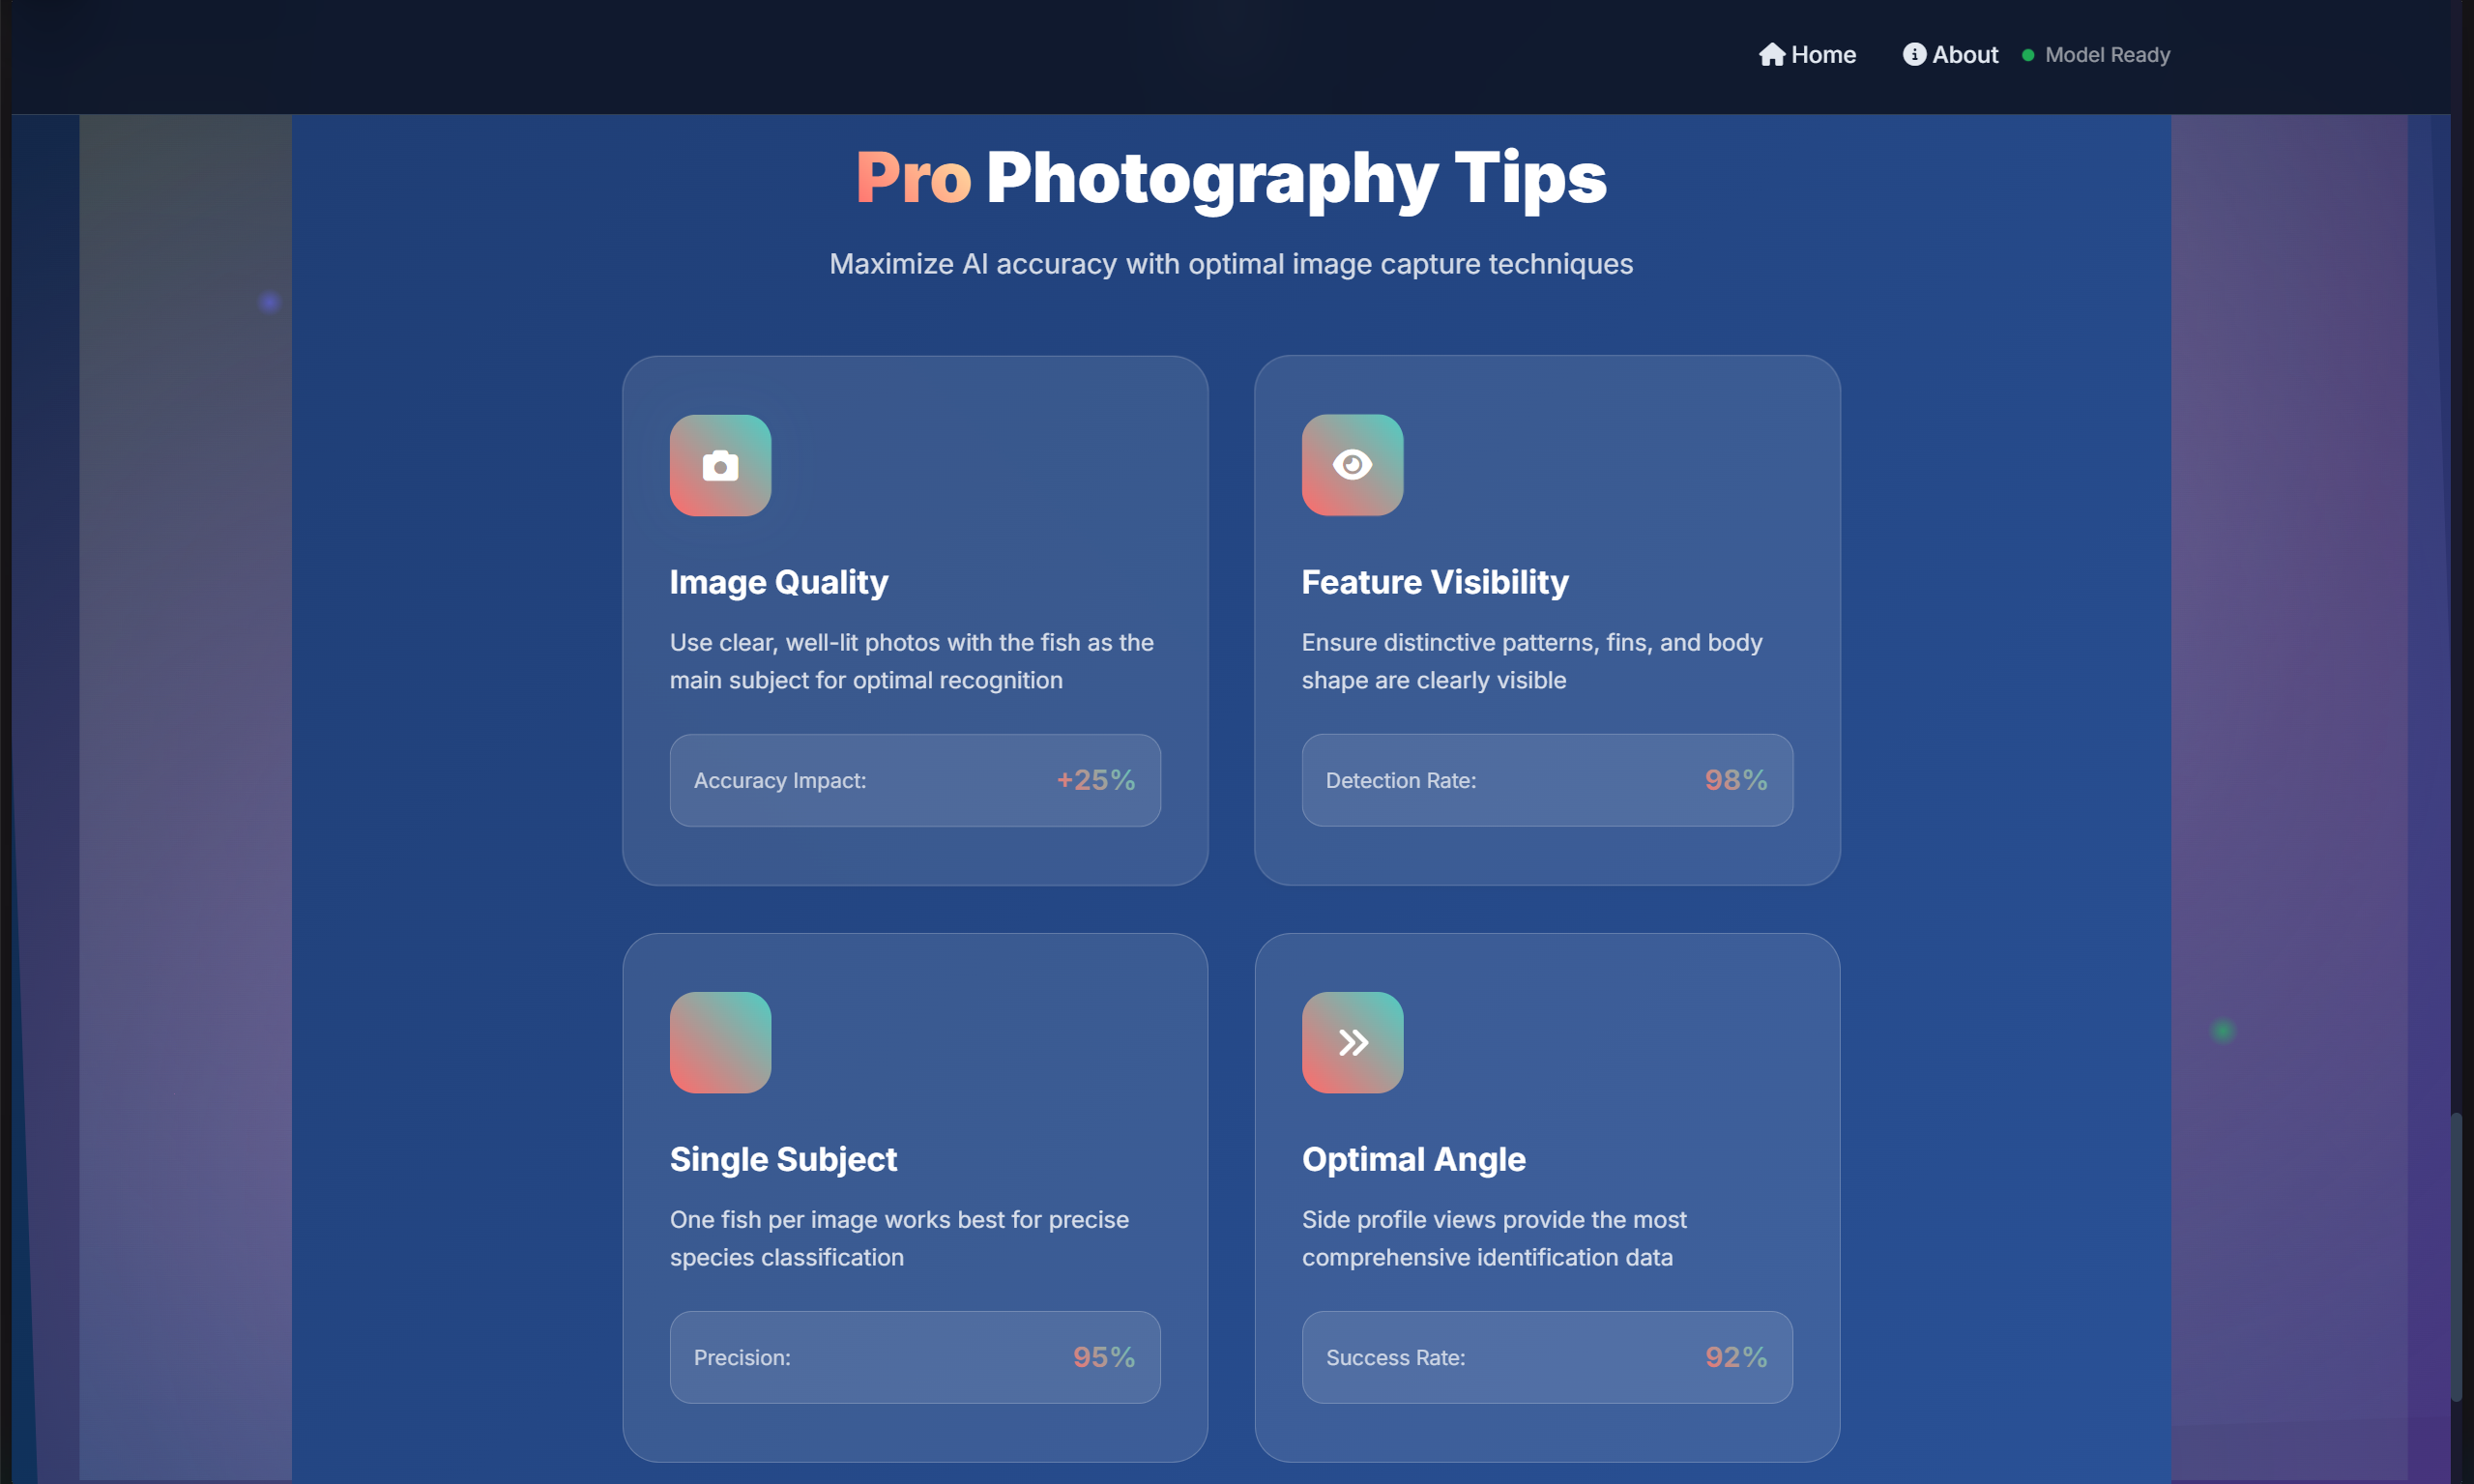 Home
About
Model Ready
Pro Photography Tips
Maximize AI accuracy with optimal image capture techniques
Image Quality
Use clear, well-lit photos with the fish as the
main subject for optimal recognition
Accuracy Impact: +25%
Feature Visibility
Ensure distinctive patterns, fins, and body
shape are clearly visible
Detection Rate: 98%
Single Subject
One fish per image works best for precise
species classification
Precision: 95%
Optimal Angle
Side profile views provide the most
comprehensive identification data
Success Rate: 92%